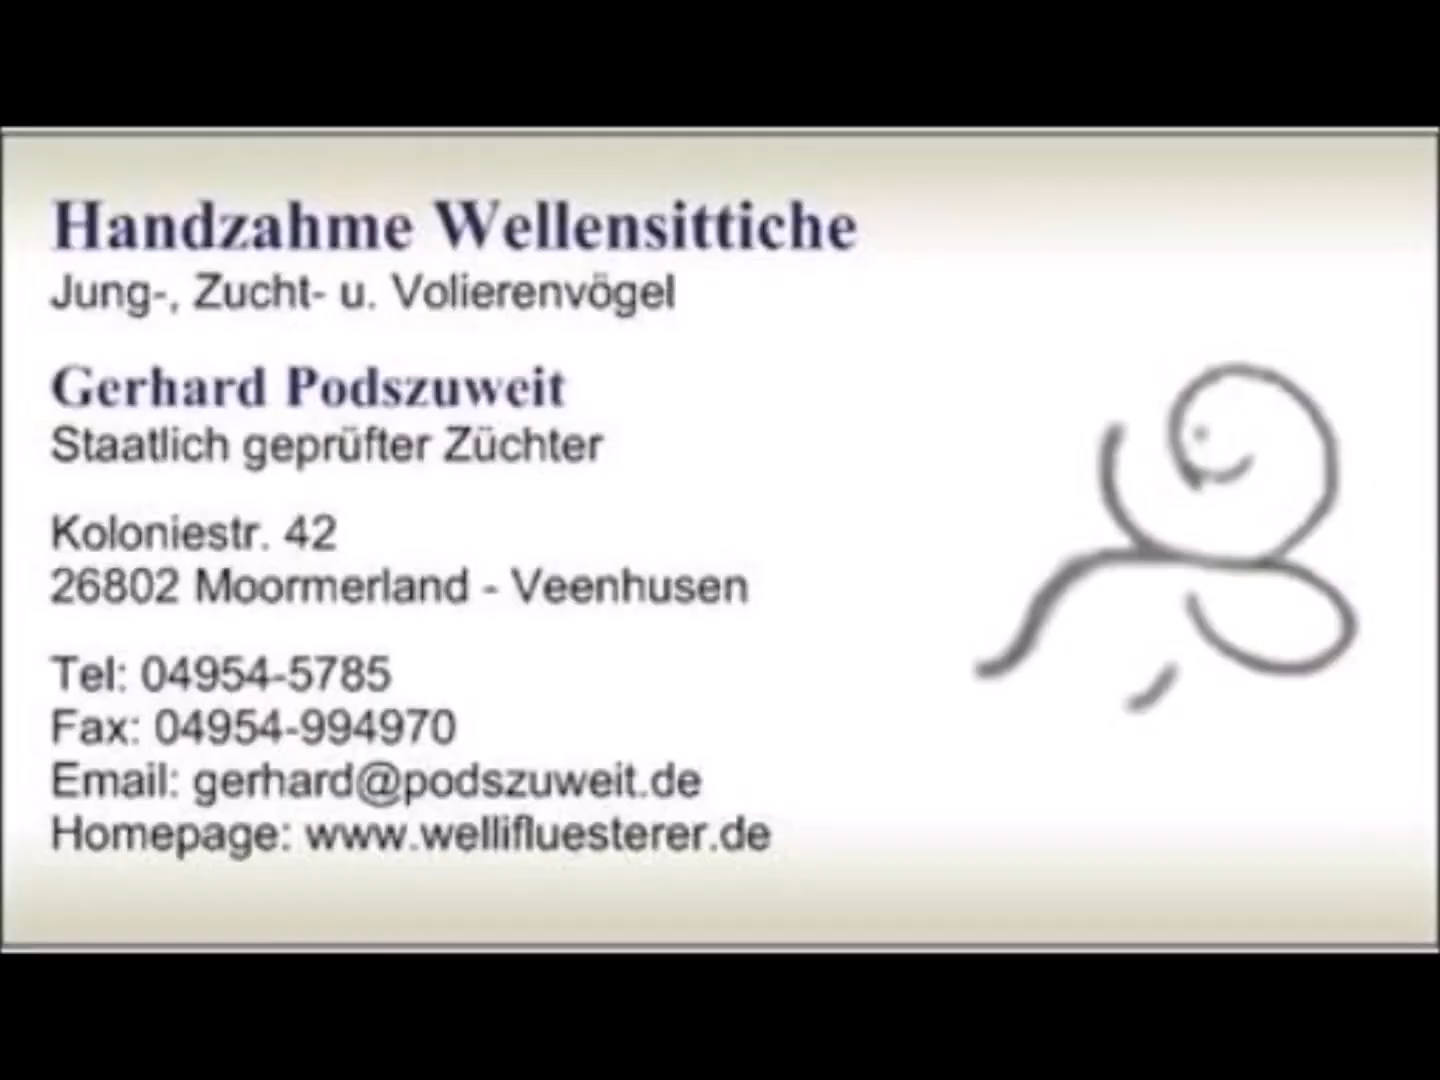 Handzahme Wellensittiche
Jung-, Zucht- u. Volierenvögel
Gerhard Podszuweit
Staatlich geprüfter Züchter
Koloniestr. 42
26802 Moormerland - Veenhusen
Tel: 04954-5785
Fax: 04954-994970
Email: gerhard@podszuweit.de
Homepage: www.wellifluesterer.de